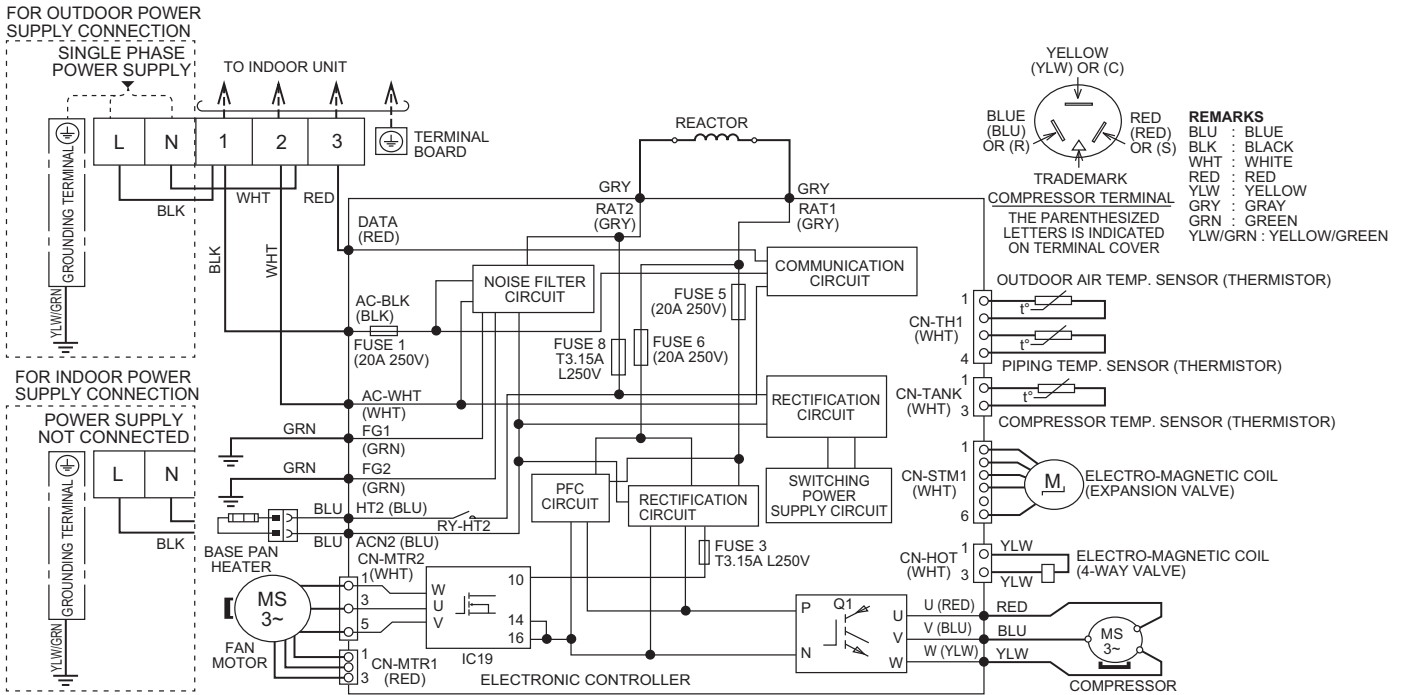 FOR OUTDOOR POWER
SUPPLY CONNECTION
SINGLE PHASE
POWER SUPPLY
TO INDOOR UNIT
GROUNDING TERMINAL
L
N
1
2
3
TERMINAL
BOARD
BLK
WHT
RED
YLW/GRN
BLK
WHT
REACTOR
GRY
GRY
RAT2
(GRY)
RAT1
(GRY)
DATA
(RED)
NOISE FILTER
CIRCUIT
COMMUNICATION
CIRCUIT
AC-BLK
(BLK)
FUSE 1
(20A 250V)
FUSE 5
(20A 250V)
FUSE 8
T3.15A
L250V
FUSE 6
(20A 250V)
AC-WHT
(WHT)
RECTIFICATION
CIRCUIT
GRN
FG1
(GRN)
GRN
FG2
(GRN)
PFC
CIRCUIT
RECTIFICATION
CIRCUIT
SWITCHING
POWER
SUPPLY CIRCUIT
BLU
HT2 (BLU)
RY-HT2
BLU
ACN2 (BLU)
BASE PAN
HEATER
FUSE 3
T3.15A L250V
CN-MTR2
(WHT)
1
3
5
W
U
V
10
14
16
IC19
MS
3~
FAN
MOTOR
1
3
CN-MTR1
(RED)
ELECTRONIC CONTROLLER
P
N
Q1
U
V
W
U (RED)
V (BLU)
W (YLW)
RED
BLU
YLW
MS
3~
COMPRESSOR
FOR INDOOR POWER
SUPPLY CONNECTION
POWER SUPPLY
NOT CONNECTED
GROUNDING TERMINAL
L
N
BLK
YLW/GRN
YELLOW
(YLW) OR (C)
BLUE
(BLU)
OR (R)
RED
(RED)
OR (S)
TRADEMARK
COMPRESSOR TERMINAL
THE PARENTHESIZED
LETTERS IS INDICATED
ON TERMINAL COVER
REMARKS
BLU : BLUE
BLK : BLACK
WHT : WHITE
RED : RED
YLW : YELLOW
GRY : GRAY
GRN : GREEN
YLW/GRN : YELLOW/GREEN
OUTDOOR AIR TEMP. SENSOR (THERMISTOR)
1
t°
CN-TH1
(WHT)
t°
4
PIPING TEMP. SENSOR (THERMISTOR)
1
CN-TANK
(WHT)
t°
3
COMPRESSOR TEMP. SENSOR (THERMISTOR)
1
CN-STM1
(WHT)
6
M
ELECTRO-MAGNETIC COIL
(EXPANSION VALVE)
CN-HOT
(WHT)
1
3
YLW
YLW
ELECTRO-MAGNETIC COIL
(4-WAY VALVE)